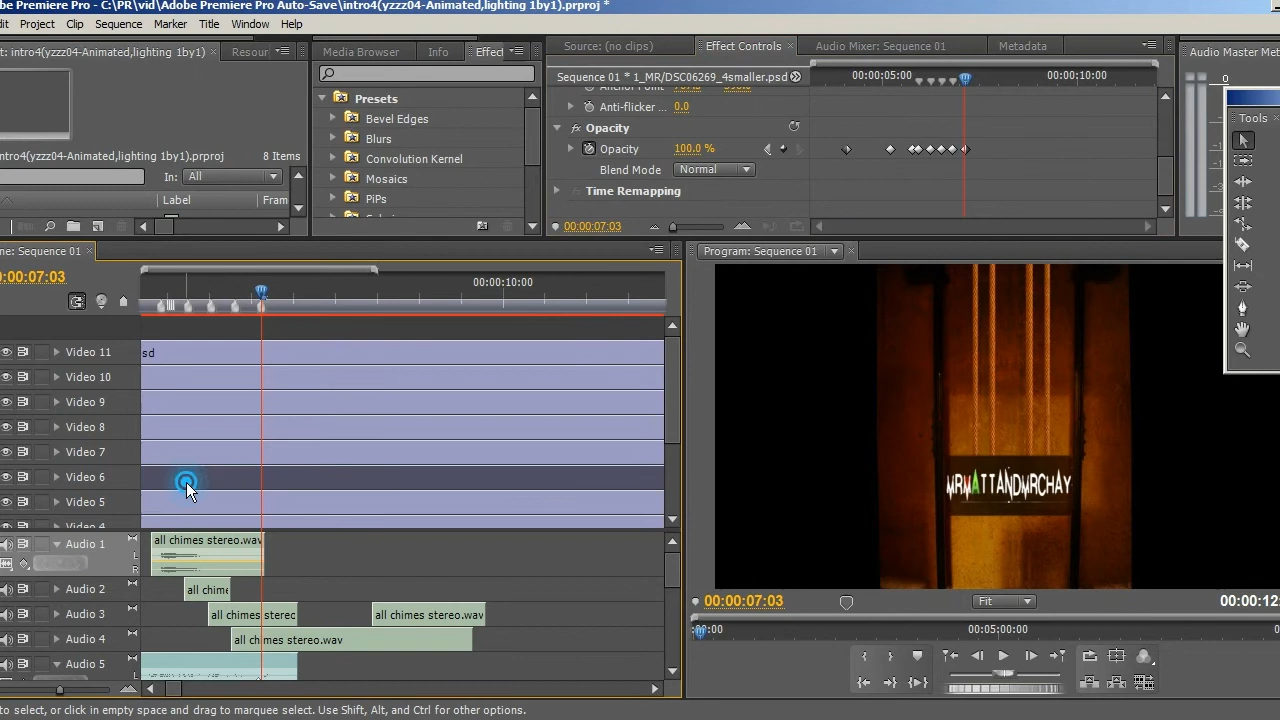 be Premiere Pro - C:\PR\vid\Adobe Premiere Pro Auto-Save\intro4(yzzz04-Animated,lighting 1by1).prproj *
dit Project Clip Sequence Marker Title Window Help
t: intro4(yzzz04-Animated,lighting 1by1)
Resour
Media Browser
Info
Effect
Source: (no clips)
Effect Controls
Audio Mixer: Sequence 01
Metadata
Audio Master Met
Presets
Bevel Edges
Blurs
Convolution Kernel
Mosaics
PiPs
Sequence 01 * 1_MR/DSC06269_4smaller.psd
00:00:05:00
00:00:10:00
Anchor Point
Anti-flicker ... 0.0
Opacity
Opacity 100.0 %
Blend Mode Normal
Time Remapping
00:00:07:03
0
Tools
ntro4(yzzz04-Animated,lighting 1by1).prproj
8 Items
In: All
Label
Fram
ne: Sequence 01
0:00:07:03
00:00:10:00
Video 11
sd
Video 10
Video 9
Video 8
Video 7
Video 6
Video 5
Video 4
Audio 1
all chimes stereo.wav
L
R
Audio 2
all chime
Audio 3
all chimes stereo
all chimes stereo.wav
Audio 4
all chimes stereo.wav
Audio 5
L
Program: Sequence 01
MRMATTANDMRCHAY
00:00:07:03
Fit
00:00:12:
00:00
00:05:00:00
0
to select, or click in empty space and drag to marquee select. Use Shift, Alt, and Ctrl for other options.